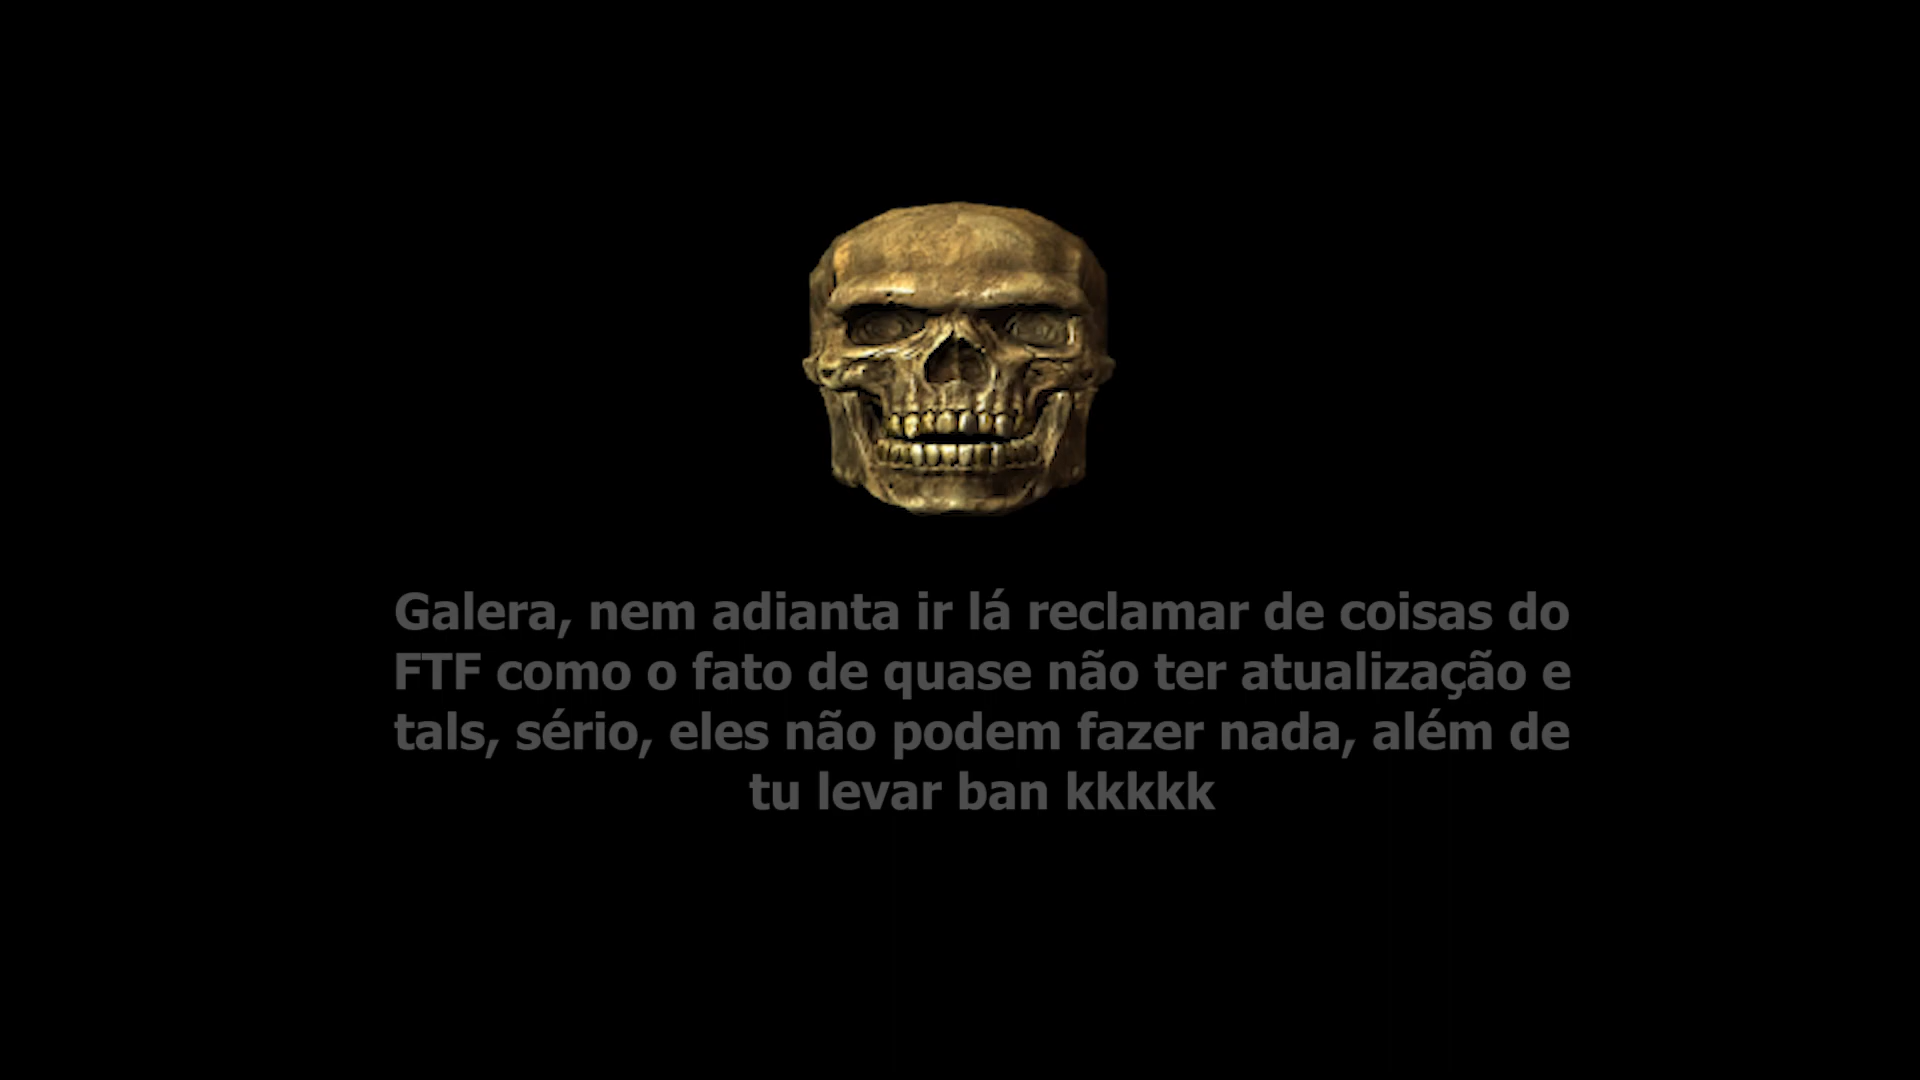 Galera, nem adianta ir lá reclamar de coisas do
FTF como o fato de quase não ter atualização e
tals, sério, eles não podem fazer nada, além de
tu levar ban kkkkk